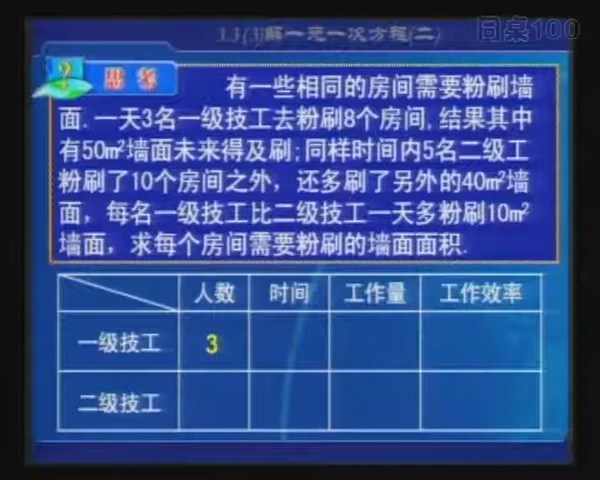 同桌100
3.3(3)解一元一次方程(二)
思考
有一些相同的房间需要粉刷墙
面.一天3名一级技工去粉刷8个房间,结果其中
有50m²墙面未来得及刷;同样时间内5名二级工
粉刷了10个房间之外，还多刷了另外的40m²墙
面，每名一级技工比二级技工一天多粉刷10m²
墙面，求每个房间需要粉刷的墙面面积.
人数 时间 工作量 工作效率
一级技工 3
二级技工